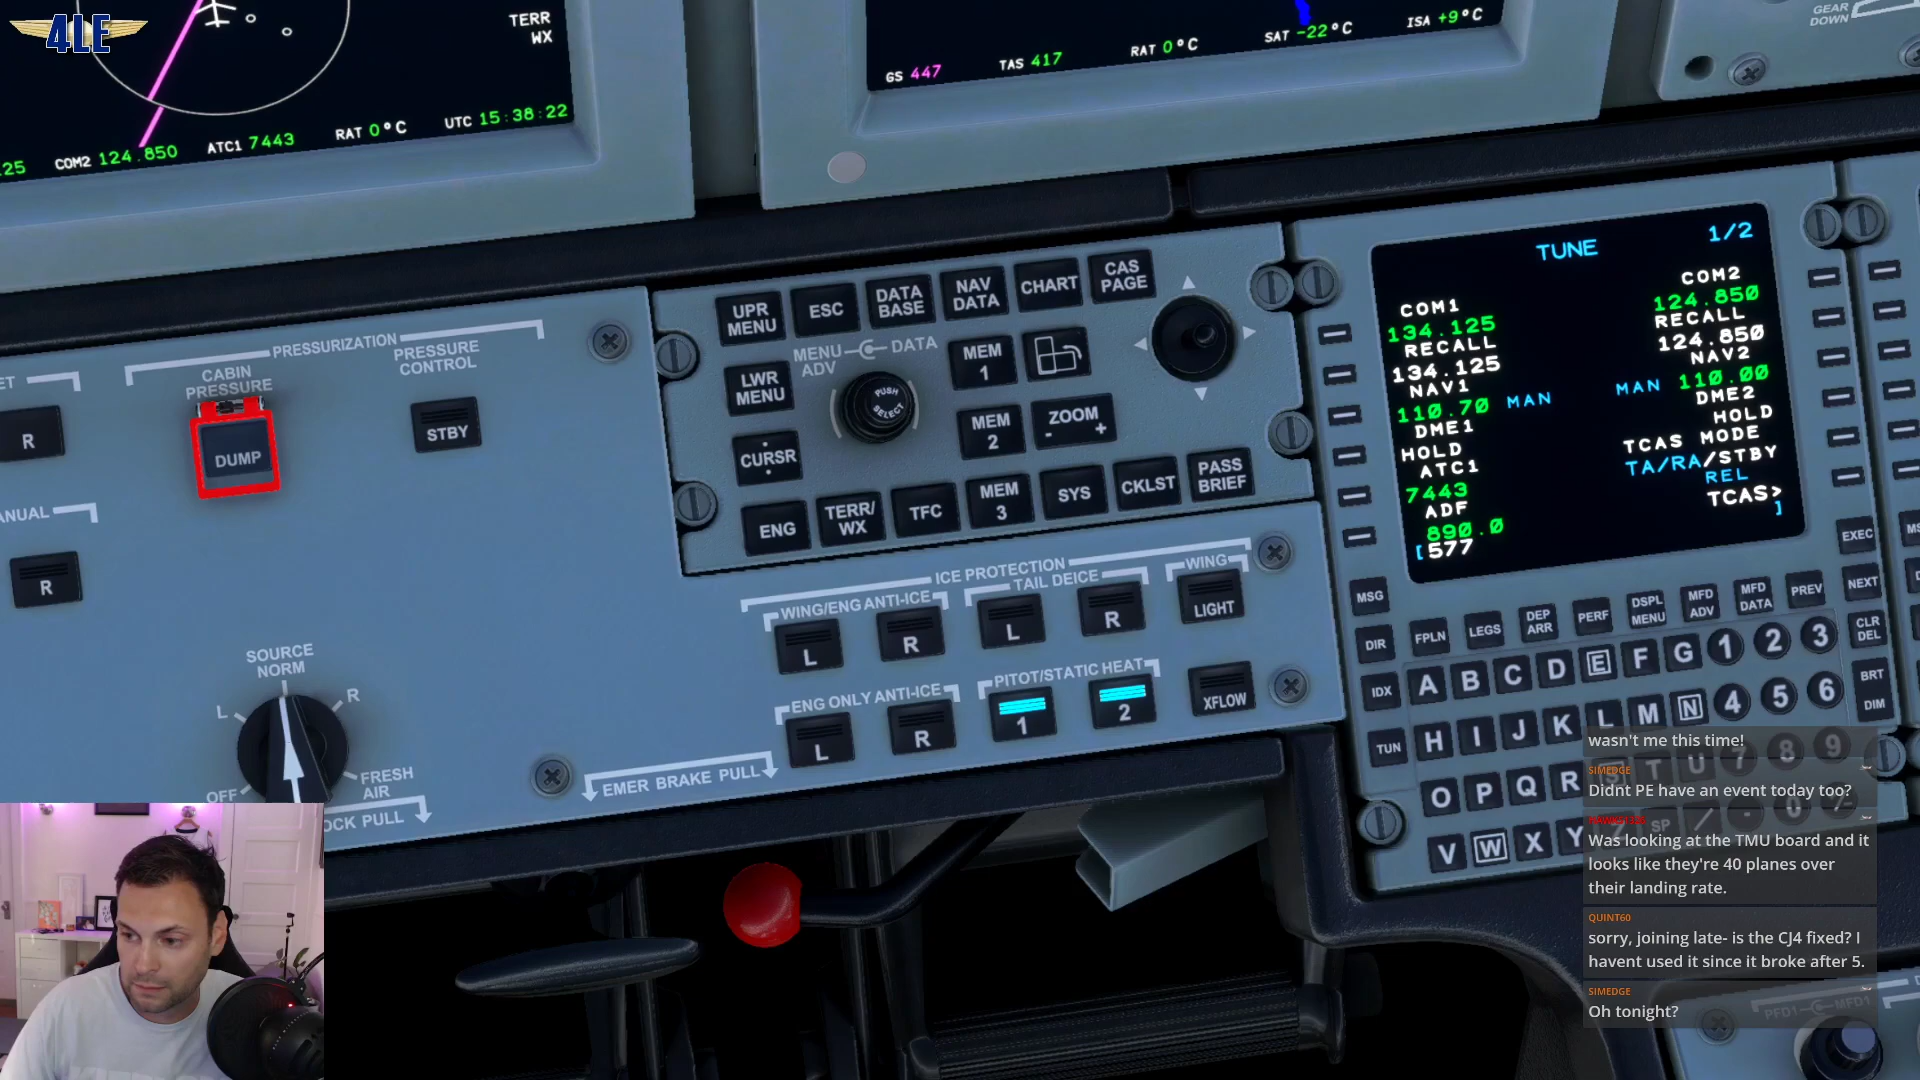 4LE
TERR
WX
25 COM2 124.850 ATC1 7443 RAT 0°C UTC 15:38:22
GS 447 TAS 417 RAT 0°C SAT -22°C ISA +9°C
GEAR
DOWN
PRESSURIZATION
CABIN
PRESSURE
PRESSURE
CONTROL
R
DUMP
STBY
R
SOURCE
NORM
L
R
OFF
FRESH
AIR
OCK PULL
UPR
MENU
ESC
DATA
BASE
NAV
DATA
CHART
CAS
PAGE
MENU
ADV
DATA
PUSH
SELECT
LWR
MENU
MEM
1
MEM
2
ZOOM
- +
CURSR
ENG
TERR/
WX
TFC
MEM
3
SYS
CKLST
PASS
BRIEF
ICE PROTECTION
WING/ENG ANTI-ICE
TAIL DEICE
WING
L
R
L
R
LIGHT
ENG ONLY ANTI-ICE
PITOT/STATIC HEAT
L
R
1
2
XFLOW
EMER BRAKE PULL
TUNE 1/2
COM1 COM2
134.125 124.850
RECALL RECALL
134.125 124.850
NAV1 NAV2
110.70 MAN MAN 110.00
DME1 DME2
HOLD HOLD
ATC1 TCAS MODE
7443 TA/RA/STBY
ADF REL
890.0 TCAS>
[577 ]
MSG
EXEC
DIR
FPLN
LEGS
DEP
ARR
PERF
DSPL
MENU
MFD
ADV
MFD
DATA
PREV
NEXT
CLR
DEL
IDX
A B C D E F G 1 2 3
BRT
DIM
TUN
H I J K L M N 4 5 6
O P Q R S T U 7 8 9
V W X Y Z SP / . 0
wasn't me this time!
SIMEDGE
Didnt PE have an event today too?
Was looking at the TMU board and it
looks like they're 40 planes over
their landing rate.
QUINT60
sorry, joining late- is the CJ4 fixed? I
havent used it since it broke after 5.
SIMEDGE
Oh tonight?
PFD1 MFD1